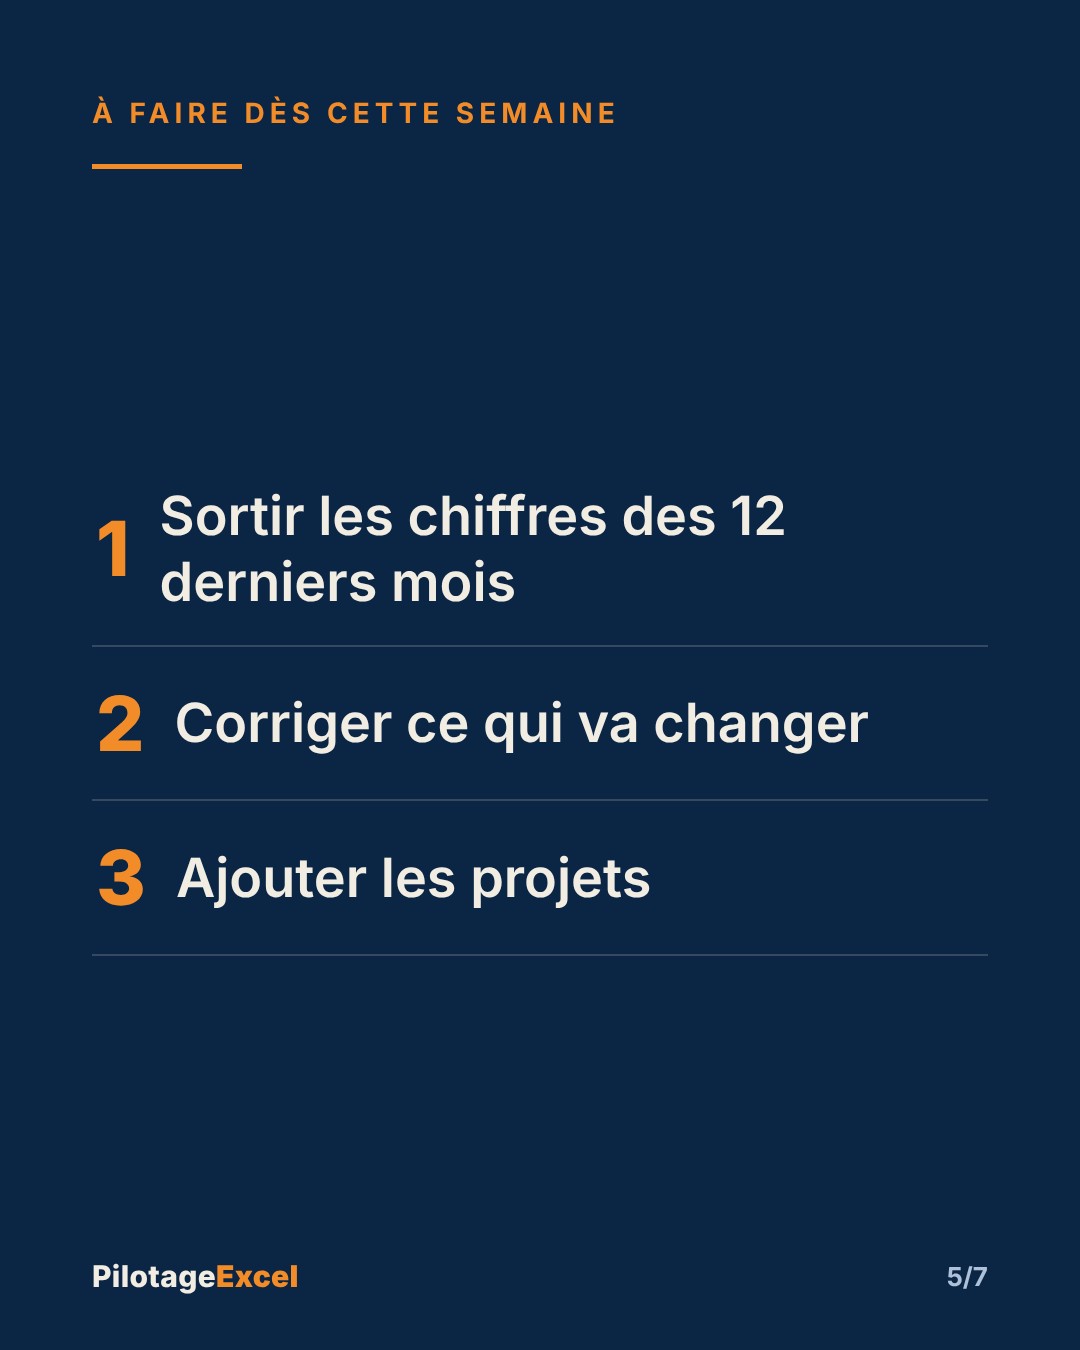 À FAIRE DÈS CETTE SEMAINE
1 Sortir les chiffres des 12
derniers mois
2 Corriger ce qui va changer
3 Ajouter les projets
PilotageExcel
5/7